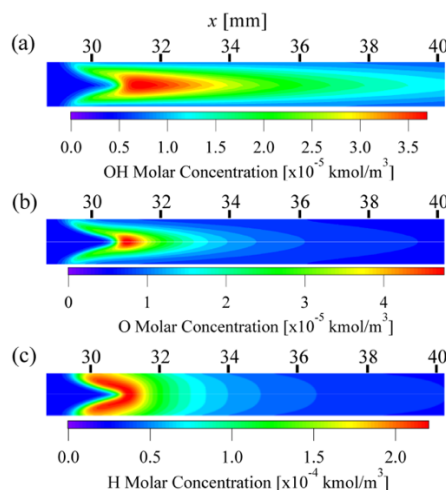 x [mm]
(a)
30 32 34 36 38 40
0.0 0.5 1.0 1.5 2.0 2.5 3.0 3.5
OH Molar Concentration [x10⁻⁵ kmol/m³]
(b)
30 32 34 36 38 40
0 1 2 3 4
O Molar Concentration [x10⁻⁵ kmol/m³]
(c)
30 32 34 36 38 40
0.0 0.5 1.0 1.5 2.0
H Molar Concentration [x10⁻⁴ kmol/m³]